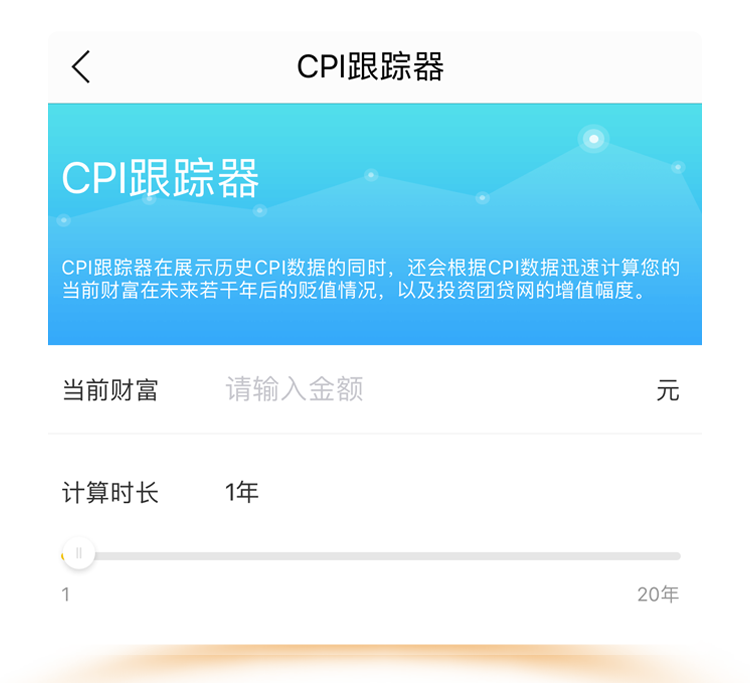 CPI跟踪器
CPI跟踪器
CPI跟踪器在展示历史CPI数据的同时，还会根据CPI数据迅速计算您的
当前财富在未来若干年后的贬值情况，以及投资团贷网的增值幅度。
当前财富 请输入金额 元
计算时长 1年
1 20年